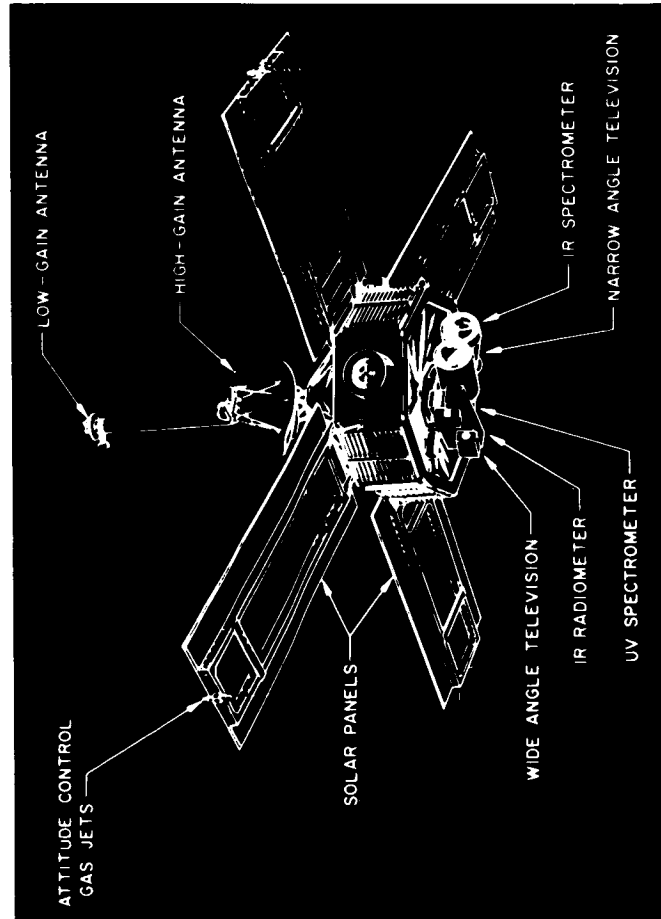 LOW-GAIN ANTENNA
HIGH-GAIN ANTENNA
ATTITUDE CONTROL
GAS JETS
SOLAR PANELS
IR SPECTROMETER
NARROW ANGLE TELEVISION
WIDE ANGLE TELEVISION
IR RADIOMETER
UV SPECTROMETER